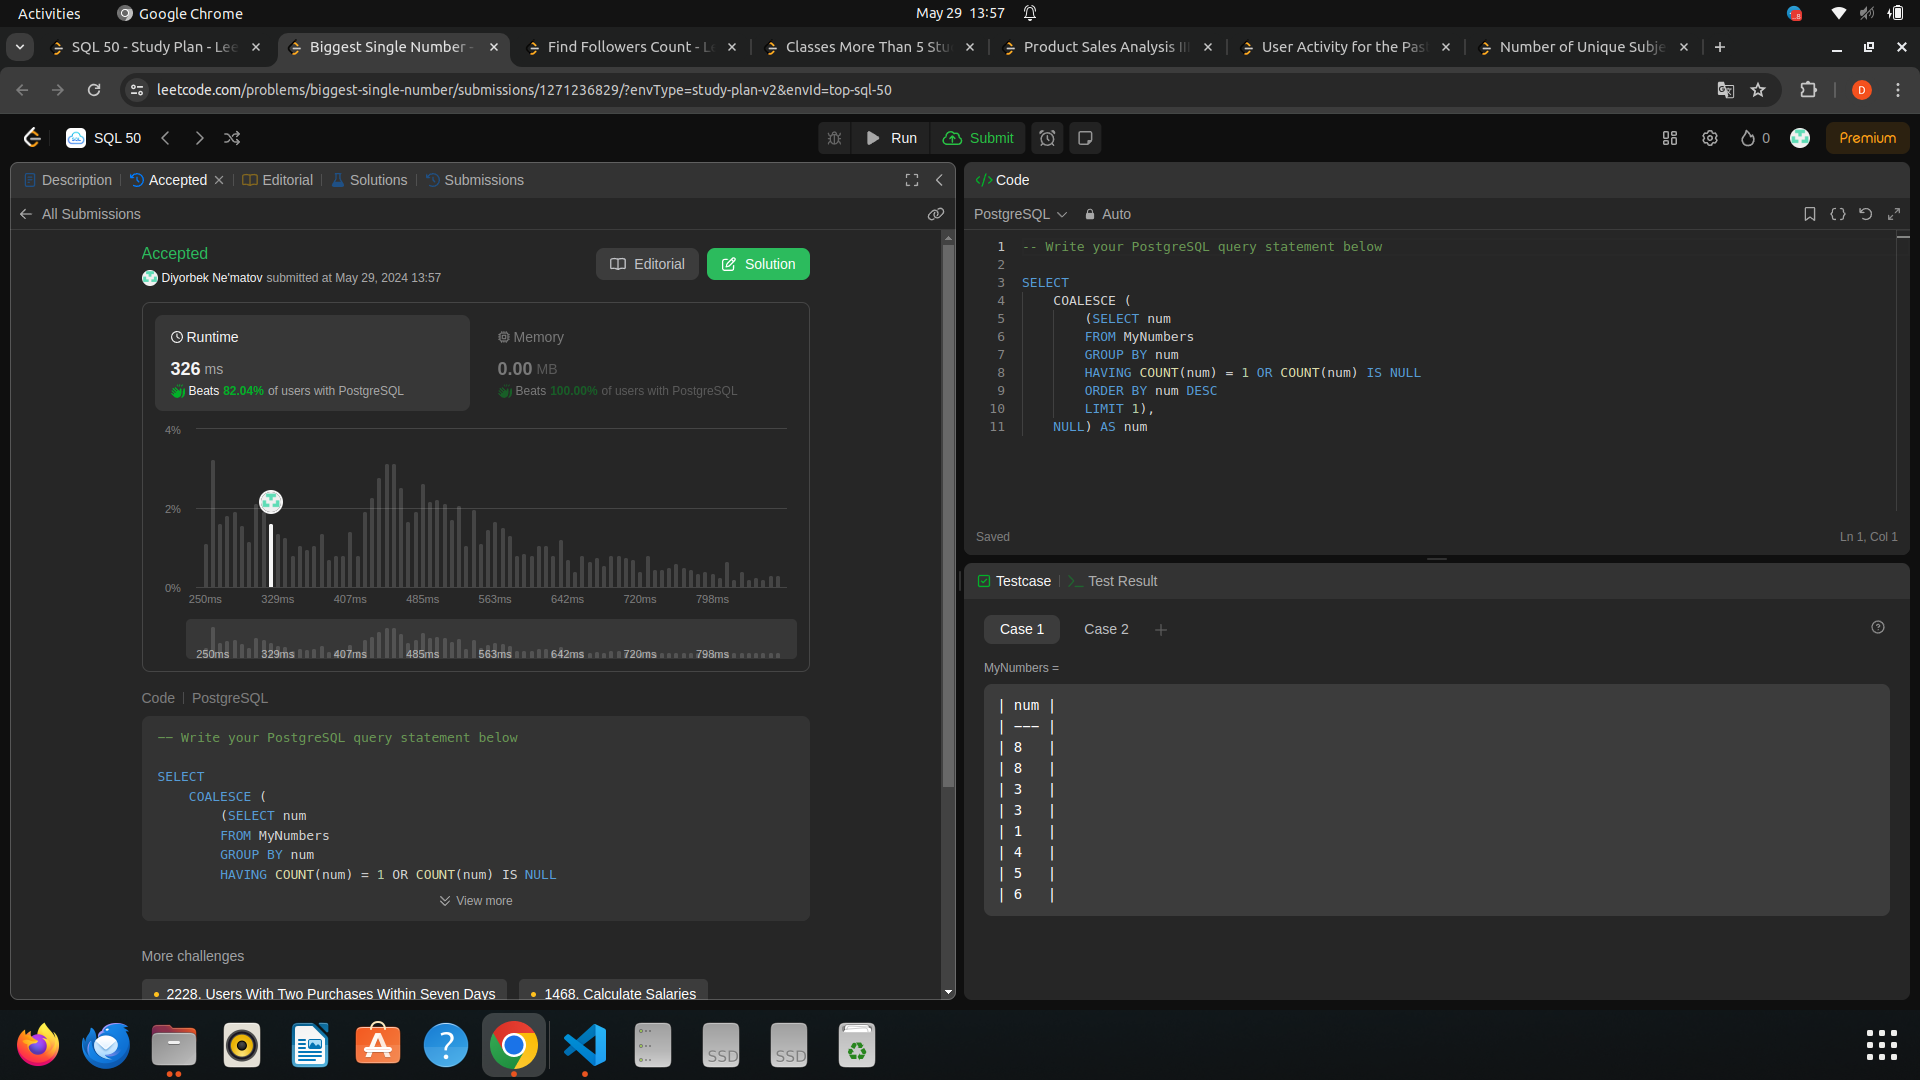 Activities
Google Chrome
May 29 13:57
SQL 50 - Study Plan - Lee
Biggest Single Number -
Find Followers Count - L
Classes More Than 5 Stu
Product Sales Analysis III
User Activity for the Pas
Number of Unique Subje
leetcode.com/problems/biggest-single-number/submissions/1271236829/?envType=study-plan-v2&envId=top-sql-50
D
SQL 50
Run
Submit
0
Premium
Description
Accepted
Editorial
Solutions
Submissions
All Submissions
Accepted
Diyorbek Ne'matov submitted at May 29, 2024 13:57
Editorial
Solution
Runtime
326 ms
Beats 82.04% of users with PostgreSQL
Memory
0.00 MB
Beats 100.00% of users with PostgreSQL
4%
2%
0%
250ms 329ms 407ms 485ms 563ms 642ms 720ms 798ms
250ms 329ms 407ms 485ms 563ms 642ms 720ms 798ms
Code | PostgreSQL
-- Write your PostgreSQL query statement below
SELECT
COALESCE (
(SELECT num
FROM MyNumbers
GROUP BY num
HAVING COUNT(num) = 1 OR COUNT(num) IS NULL
View more
More challenges
2228. Users With Two Purchases Within Seven Days
1468. Calculate Salaries
</> Code
PostgreSQL
Auto
1 -- Write your PostgreSQL query statement below
2
3 SELECT
4 COALESCE (
5 (SELECT num
6 FROM MyNumbers
7 GROUP BY num
8 HAVING COUNT(num) = 1 OR COUNT(num) IS NULL
9 ORDER BY num DESC
10 LIMIT 1),
11 NULL) AS num
Saved
Ln 1, Col 1
Testcase
Test Result
Case 1
Case 2
MyNumbers =
| num |
| --- |
| 8 |
| 8 |
| 3 |
| 3 |
| 1 |
| 4 |
| 5 |
| 6 |
SSD
SSD